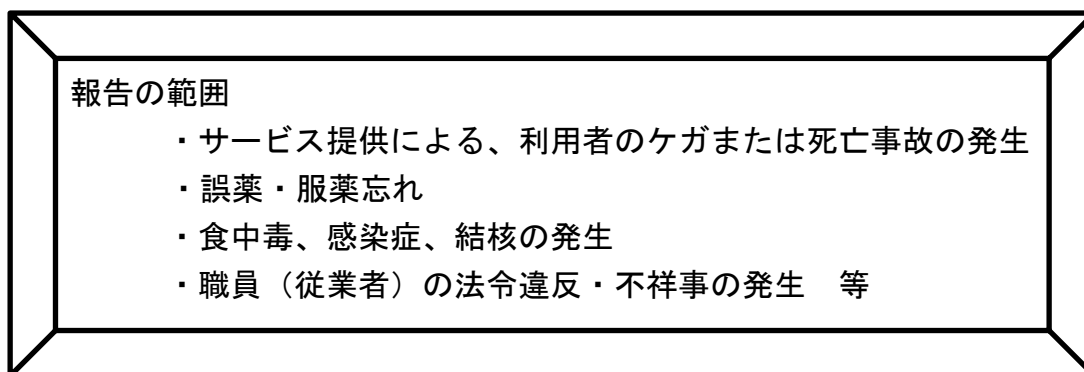 報告の範囲
・サービス提供による、利用者のケガまたは死亡事故の発生
・誤薬・服薬忘れ
・食中毒、感染症、結核の発生
・職員（従業者）の法令違反・不祥事の発生　等